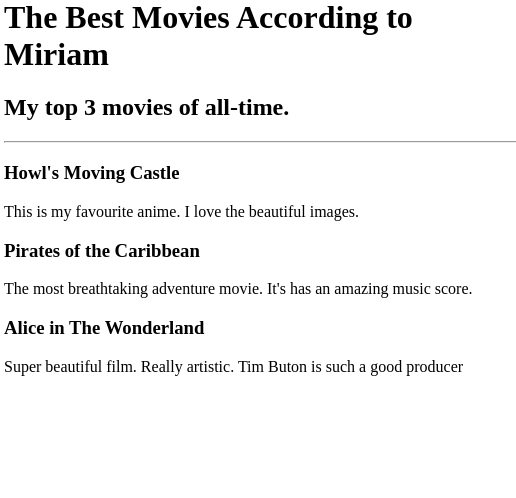 The Best Movies According to
Miriam
My top 3 movies of all-time.
Howl's Moving Castle
This is my favourite anime. I love the beautiful images.
Pirates of the Caribbean
The most breathtaking adventure movie. It's has an amazing music score.
Alice in The Wonderland
Super beautiful film. Really artistic. Tim Buton is such a good producer